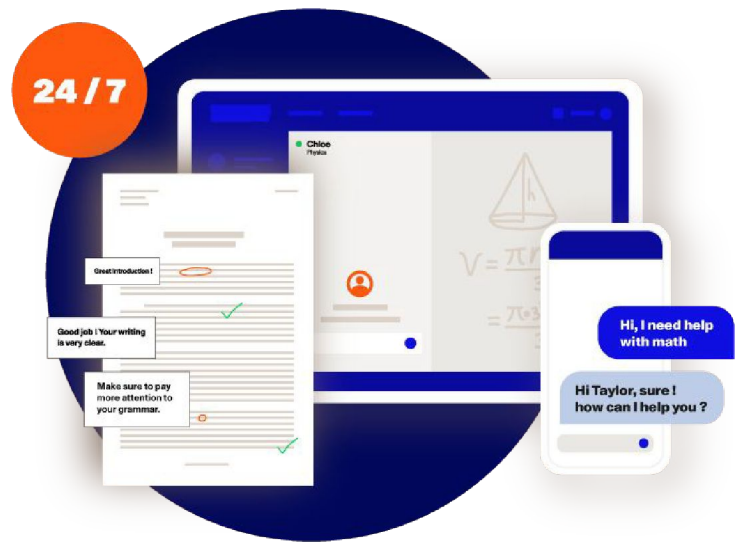 24 / 7
Chloe
Physics
h
V =
=
Great Introduction !
Good job ! Your writing
is very clear.
Make sure to pay
more attention to
your grammar.
Hi, I need help
with math
Hi Taylor, sure !
how can I help you ?